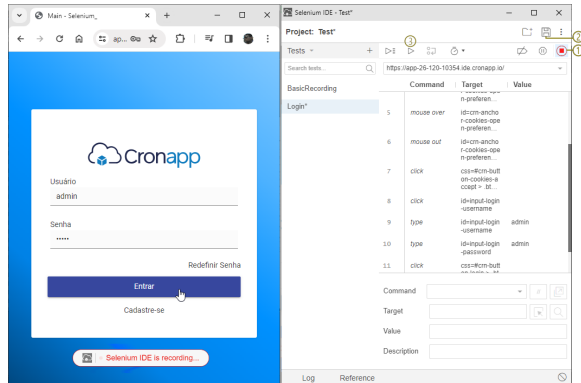 Main - Selenium_
ap...
Cronapp
Usuário
admin
Senha
Redefinir Senha
Entrar
Cadastre-se
Selenium IDE is recording...
Selenium IDE - Test*
Project: Test*
Tests
Search tests...
BasicRecording
Login*
https://app-26-120-10354.ide.cronapp.io/
Command Target Value
n-preferen...
5 mouse over id=crn-ancho
r-cookies-ope
n-preferen...
6 mouse out id=crn-ancho
r-cookies-ope
n-preferen...
7 click css=#crn-butt
on-cookies-a
ccept > .bt...
8 click id=input-login
-username
9 type id=input-login admin
-username
10 type id=input-login admin
-password
11 click css=#crn-butt
Command
Target
Value
Description
Log Reference
1
2
3